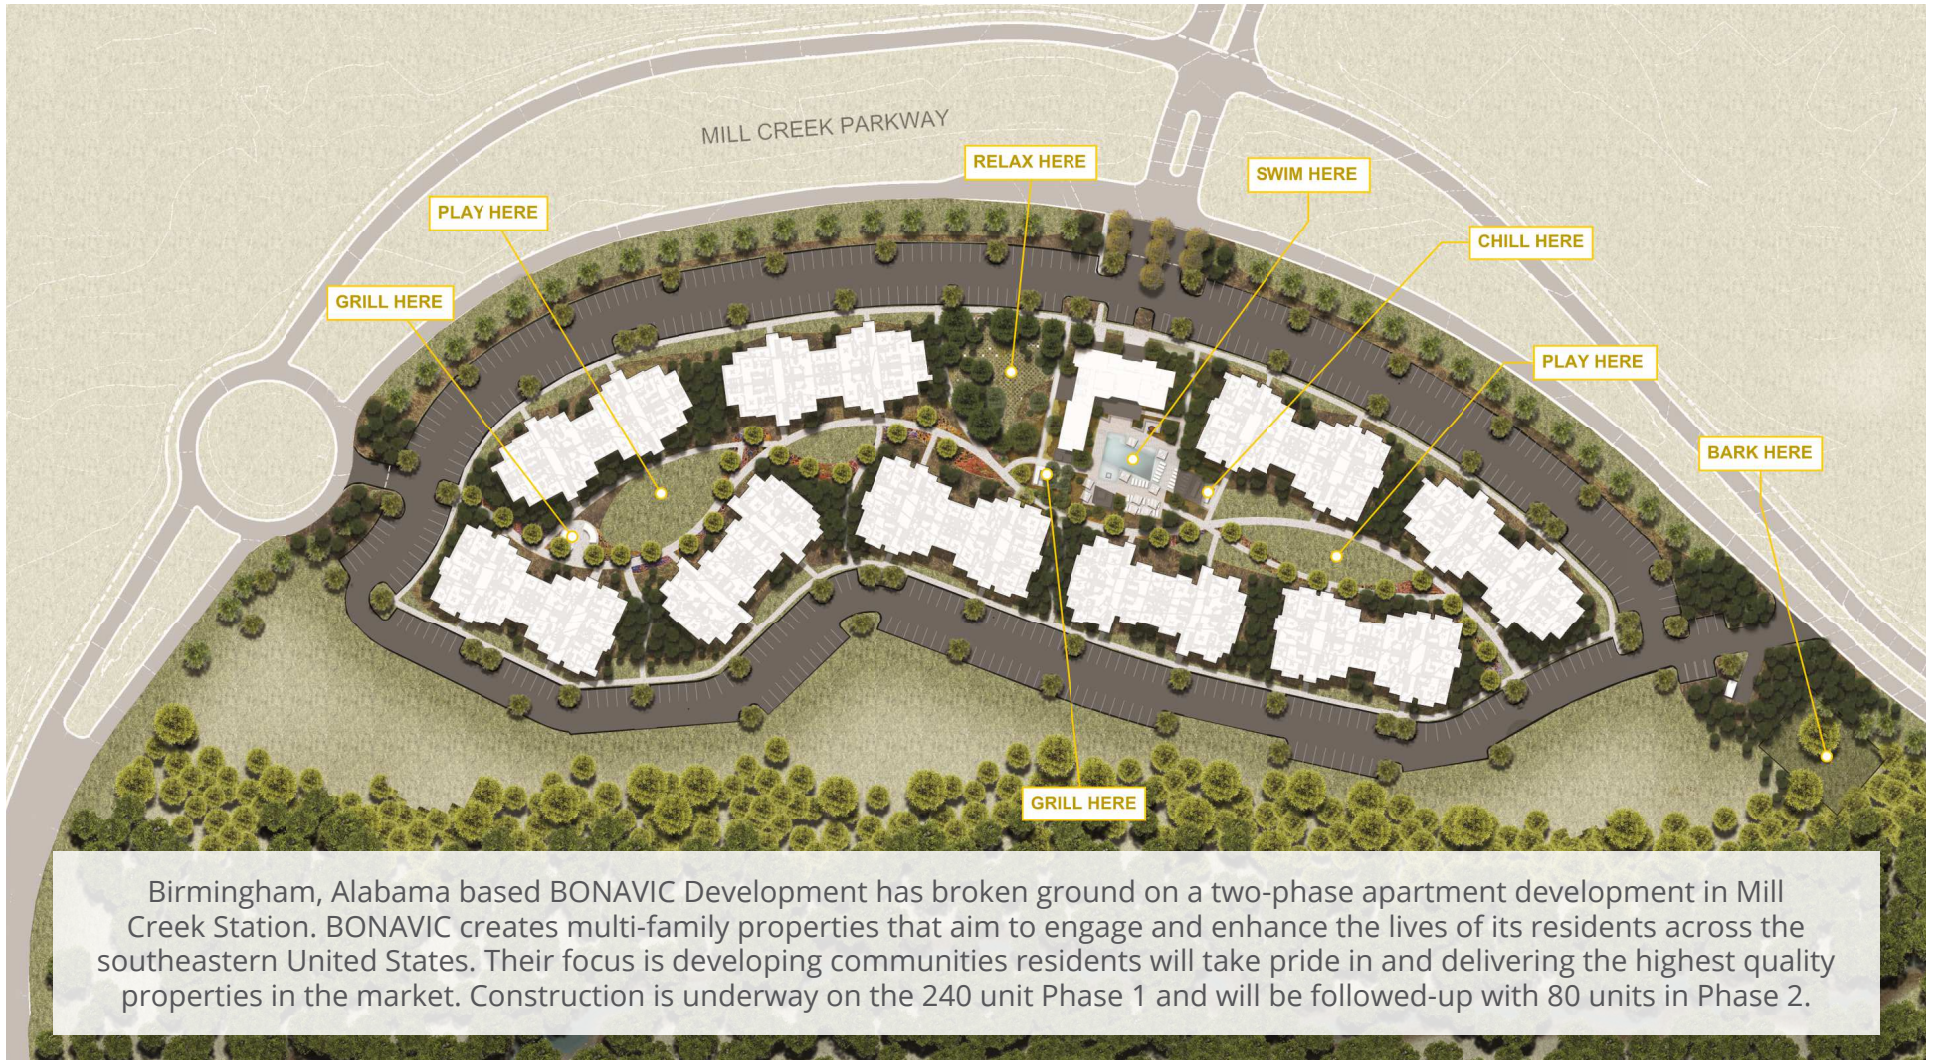 MILL CREEK PARKWAY
RELAX HERE
SWIM HERE
PLAY HERE
CHILL HERE
GRILL HERE
PLAY HERE
BARK HERE
GRILL HERE
Birmingham, Alabama based BONAVIC Development has broken ground on a two-phase apartment development in Mill
Creek Station. BONAVIC creates multi-family properties that aim to engage and enhance the lives of its residents across the
southeastern United States. Their focus is developing communities residents will take pride in and delivering the highest quality
properties in the market. Construction is underway on the 240 unit Phase 1 and will be followed-up with 80 units in Phase 2.